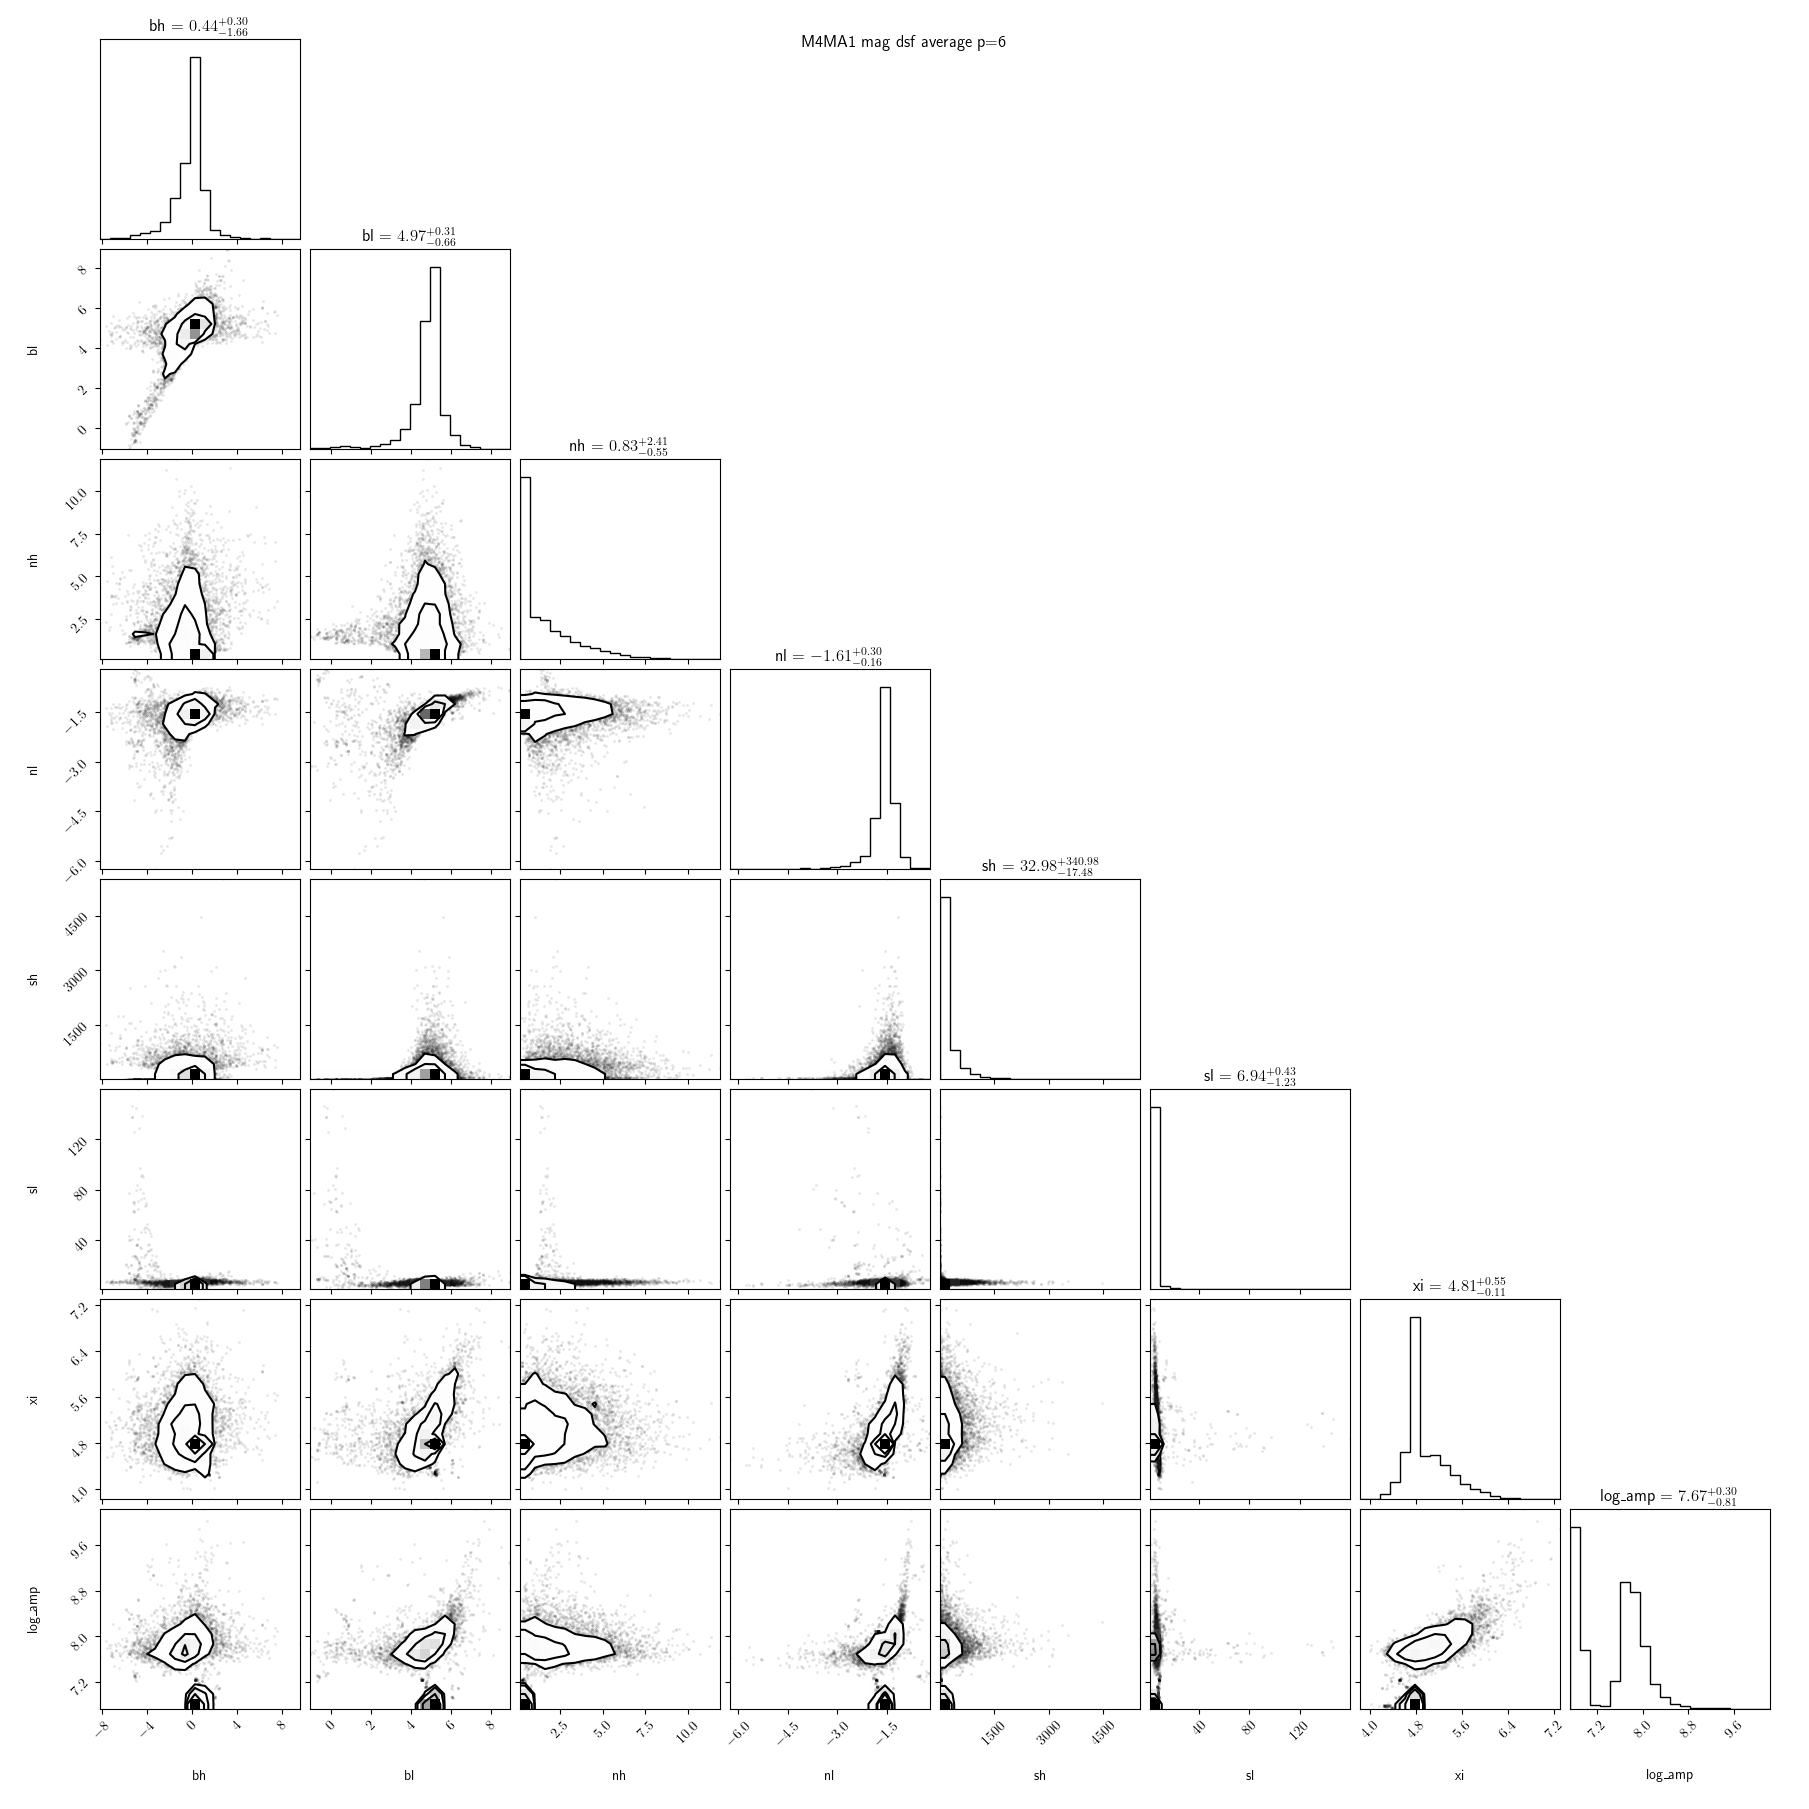 bh = 0.44+0.30−1.66
M4MA1 mag dsf average p=6
bl = 4.97+0.31−0.66
8
6
4
2
0
bl
nh = 0.83+2.41−0.55
10.0
7.5
5.0
2.5
nh
nl = −1.61+0.30−0.16
−1.5
−3.0
−4.5
−6.0
nl
sh = 32.98+340.98−17.48
4500
3000
1500
sh
sl = 6.94+0.43−1.23
120
80
40
sl
xi = 4.81+0.55−0.11
7.2
6.4
5.6
4.8
4.0
xi
log_amp = 7.67+0.30−0.81
9.6
8.8
8.0
7.2
log_amp
−8 −4 0 4 8
0 2 4 6 8
2.5 5.0 7.5 10.0
−6.0 −4.5 −3.0 −1.5
1500 3000 4500
40 80 120
4.0 4.8 5.6 6.4 7.2
7.2 8.0 8.8 9.6
bh bl nh nl sh sl xi log_amp